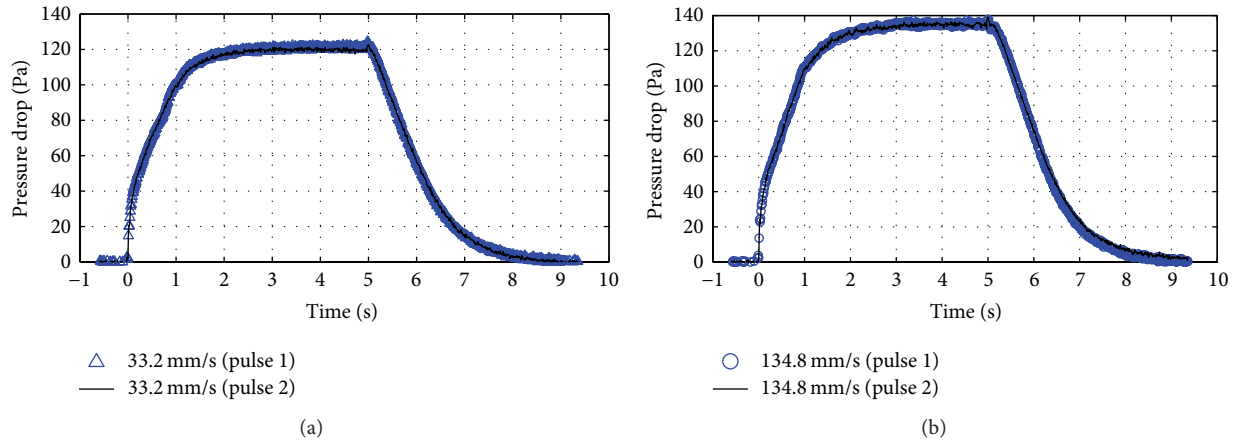 140
120
100
80
60
40
20
0
Pressure drop (Pa)
−1 0 1 2 3 4 5 6 7 8 9 10
Time (s)
33.2 mm/s (pulse 1)
33.2 mm/s (pulse 2)
(a)
140
120
100
80
60
40
20
0
Pressure drop (Pa)
−1 0 1 2 3 4 5 6 7 8 9 10
Time (s)
134.8 mm/s (pulse 1)
134.8 mm/s (pulse 2)
(b)